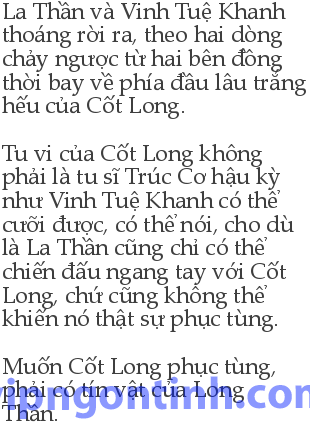 La Thần và Vinh Tuệ Khanh
thoáng rời ra, theo hai dòng
chảy ngược từ hai bên đồng
thời bay về phía đầu lâu trắng
hếu của Cốt Long.
Tu vi của Cốt Long không
phải là tu sĩ Trúc Cơ hậu kỳ
như Vinh Tuệ Khanh có thể
cưỡi được, có thể nói, cho dù
là La Thần cũng chỉ có thể
chiến đấu ngang tay với Cốt
Long, chứ cũng không thể
khiến nó thật sự phục tùng.
Muốn Cốt Long phục tùng,
phải có tín vật của Long
Thần.
ngontinh.com